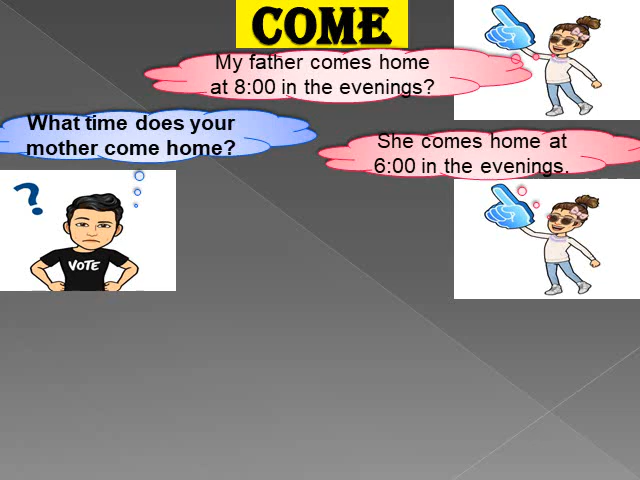 COME
My father comes home
at 8:00 in the evenings?
What time does your
mother come home?
She comes home at
6:00 in the evenings.
?
VOTE